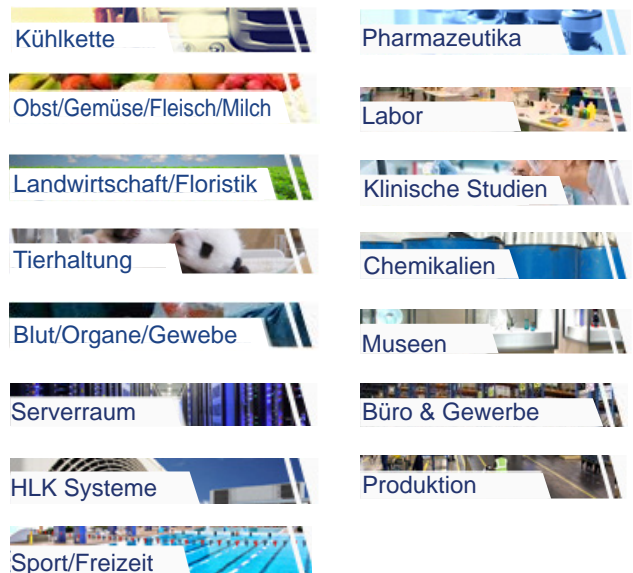 Kühlkette
Obst/Gemüse/Fleisch/Milch
Landwirtschaft/Floristik
Tierhaltung
Blut/Organe/Gewebe
Serverraum
HLK Systeme
Sport/Freizeit
Pharmazeutika
Labor
Klinische Studien
Chemikalien
Museen
Büro & Gewerbe
Produktion